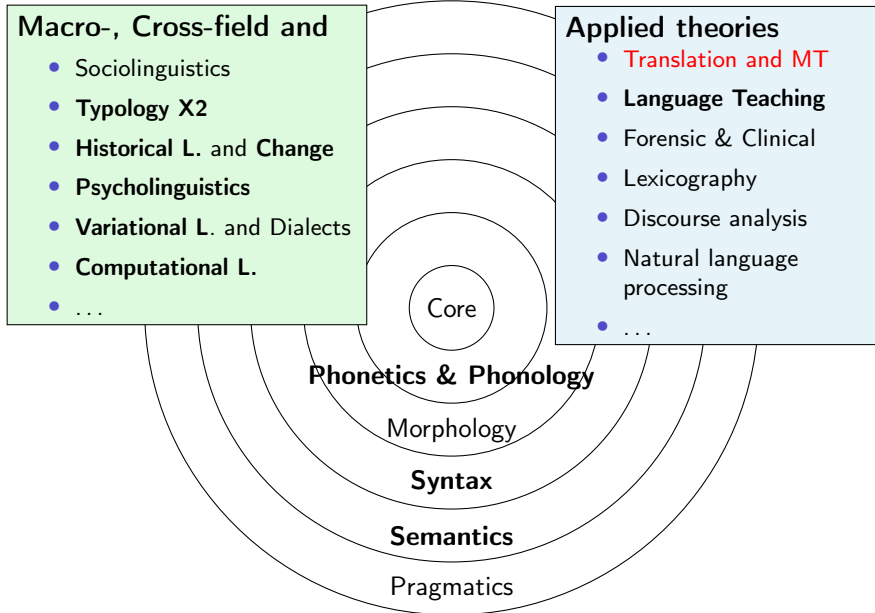 Macro-, Cross-field and
• Sociolinguistics
• Typology X2
• Historical L. and Change
• Psycholinguistics
• Variational L. and Dialects
• Computational L.
• ...
Applied theories
• Translation and MT
• Language Teaching
• Forensic & Clinical
• Lexicography
• Discourse analysis
• Natural language
processing
• ...
Core
Phonetics & Phonology
Morphology
Syntax
Semantics
Pragmatics